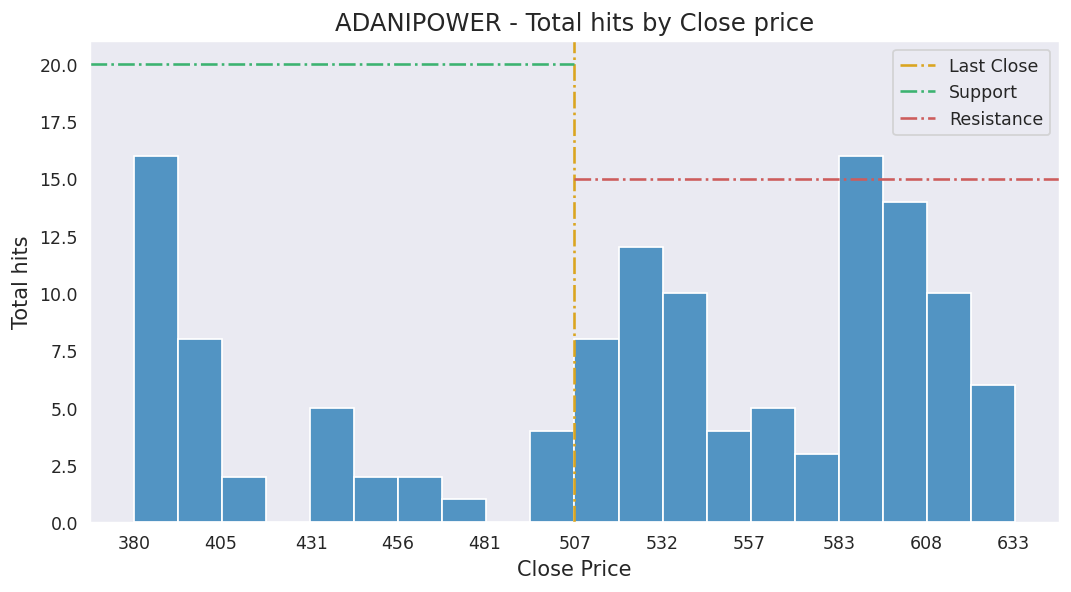 ADANIPOWER - Total hits by Close price
Last Close
Support
Resistance
Total hits
20.0
17.5
15.0
12.5
10.0
7.5
5.0
2.5
0.0
380 405 431 456 481 507 532 557 583 608 633
Close Price